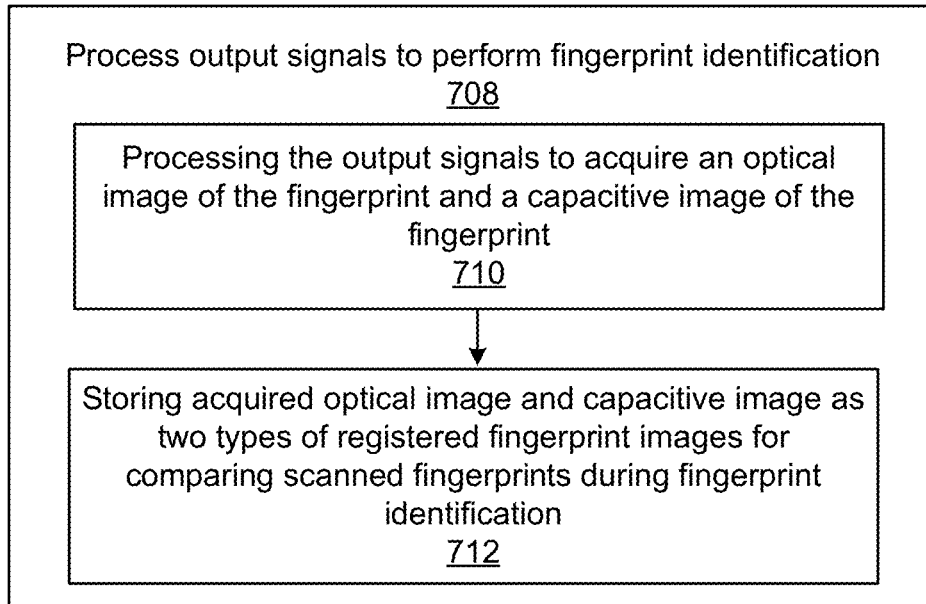 Process output signals to perform fingerprint identification
708
Processing the output signals to acquire an optical
image of the fingerprint and a capacitive image of the
fingerprint
710
Storing acquired optical image and capacitive image as
two types of registered fingerprint images for
comparing scanned fingerprints during fingerprint
identification
712